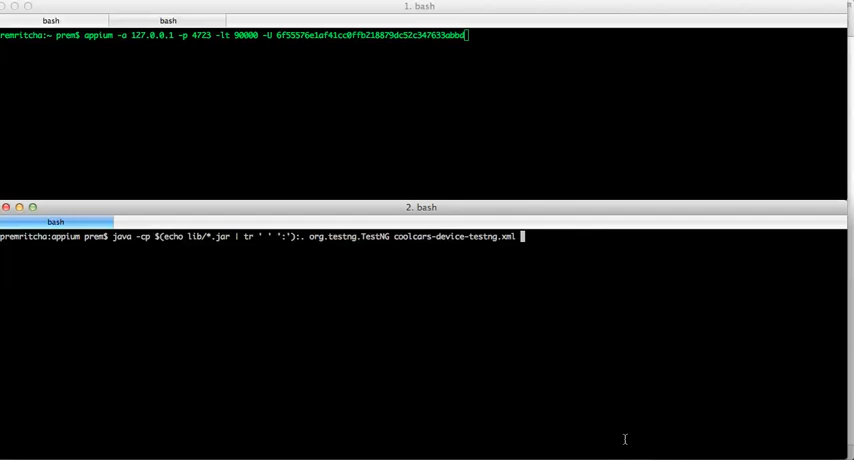 1. bash
bash
bash
remritcha:~ prem$ appium -a 127.0.0.1 -p 4723 -lt 90000 -U 6f55576e1af41cc0ffb218879dc52c347633abbd
2. bash
bash
premritcha:appium prem$ java -cp $(echo lib/*.jar | tr ' ' ':'):. org.testng.TestNG coolcars-device-testng.xml